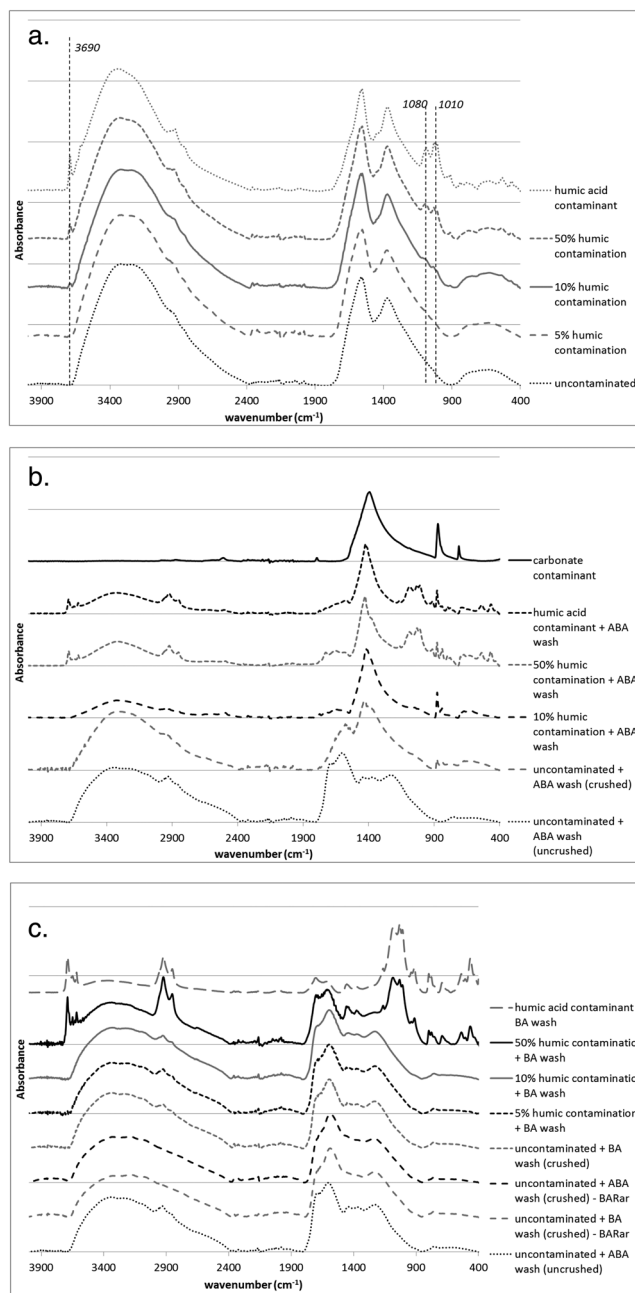 a.
3690
1080
1010
humic acid
contaminant
50% humic
contamination
10% humic
contamination
5% humic
contamination
uncontaminated
Absorbance
3900 3400 2900 2400 1900 1400 900 400
wavenumber (cm-1)
b.
carbonate
contaminant
humic acid
contaminant + ABA
wash
50% humic
contamination + ABA
wash
10% humic
contamination + ABA
wash
uncontaminated +
ABA wash (crushed)
uncontaminated +
ABA wash
(uncrushed)
Absorbance
3900 3400 2900 2400 1900 1400 900 400
wavenumber (cm-1)
c.
humic acid contaminant
BA wash
50% humic contaminatio
+ BA wash
10% humic contaminatio
+ BA wash
5% humic contaminatio
+ BA wash
uncontaminated + BA
wash (crushed)
uncontaminated + ABA
wash (crushed) - BARar
uncontaminated + BA
wash (crushed) - BARar
uncontaminated + ABA
wash (uncrushed)
Absorbance
3900 3400 2900 2400 1900 1400 900 400
wavenumber (cm-1)